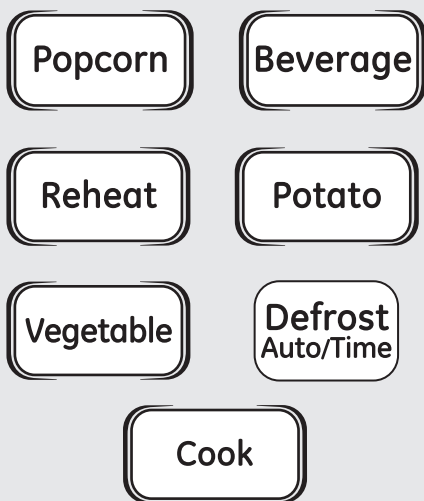 Popcorn
Beverage
Reheat
Potato
Vegetable
Defrost
Auto/Time
Cook